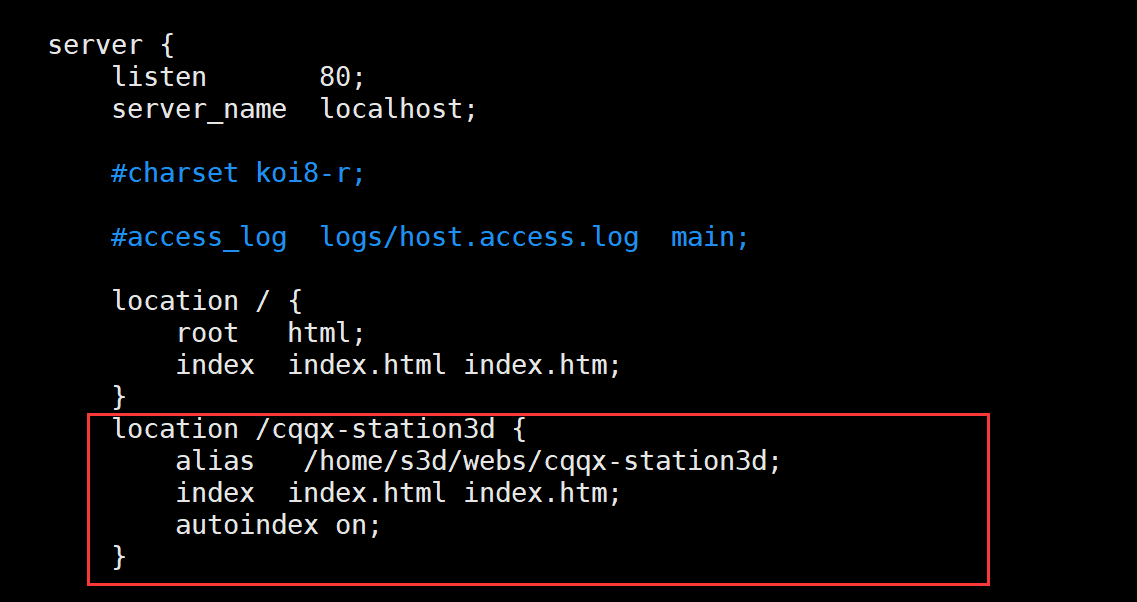 server {
listen       80;
server_name  localhost;
#charset koi8-r;
#access_log  logs/host.access.log  main;
location / {
root   html;
index  index.html index.htm;
}
location /cqqx-station3d {
alias   /home/s3d/webs/cqqx-station3d;
index  index.html index.htm;
autoindex on;
}